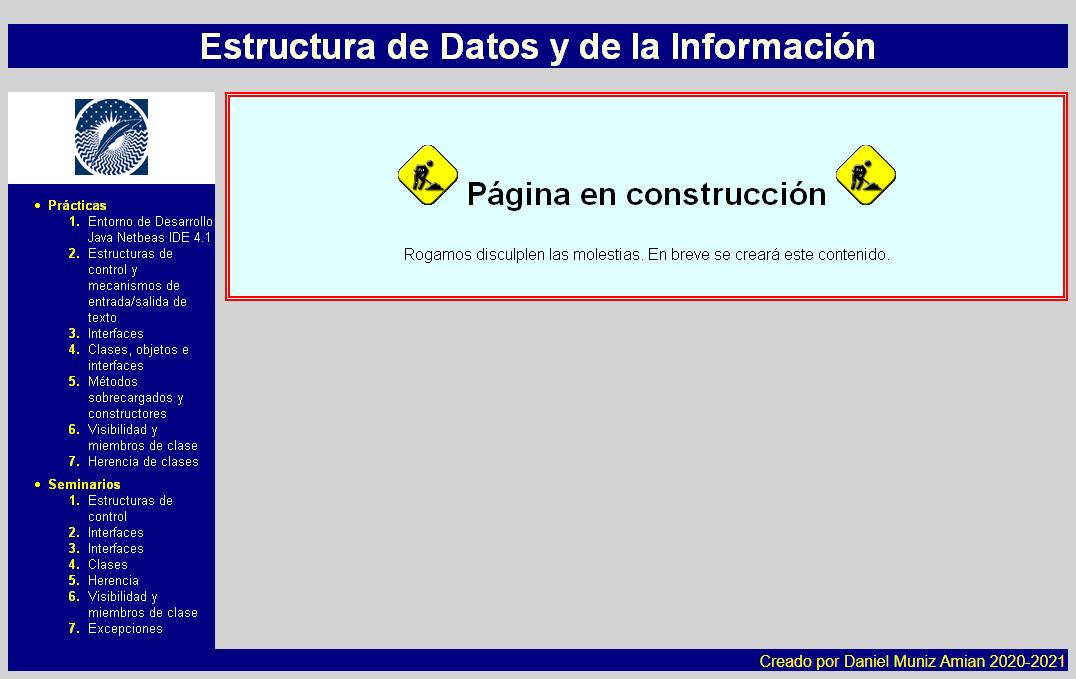 Estructura de Datos y de la Información
• Prácticas
1. Entorno de Desarrollo
Java Netbeas IDE 4.1
2. Estructuras de
control y
mecanismos de
entrada/salida de
texto
3. Interfaces
4. Clases, objetos e
interfaces
5. Métodos
sobrecargados y
constructores
6. Visibilidad y
miembros de clase
7. Herencia de clases
• Seminarios
1. Estructuras de
control
2. Interfaces
3. Interfaces
4. Clases
5. Herencia
6. Visibilidad y
miembros de clase
7. Excepciones
Página en construcción
Rogamos disculplen las molestias. En breve se creará este contenido.
Creado por Daniel Muniz Amian 2020-2021